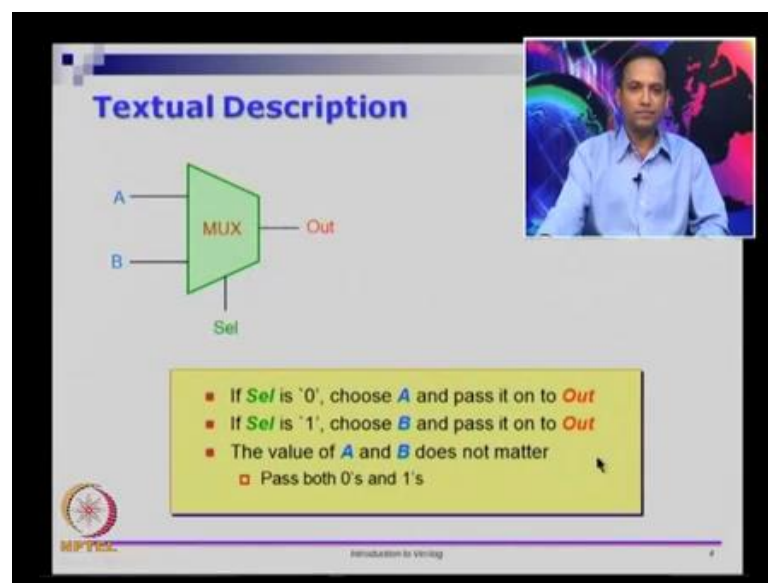 Textual Description
A
MUX
Out
B
Sel
If Sel is `0', choose A and pass it on to Out
If Sel is `1', choose B and pass it on to Out
The value of A and B does not matter
Pass both 0's and 1's
NPTEL
Introduction to Verilog